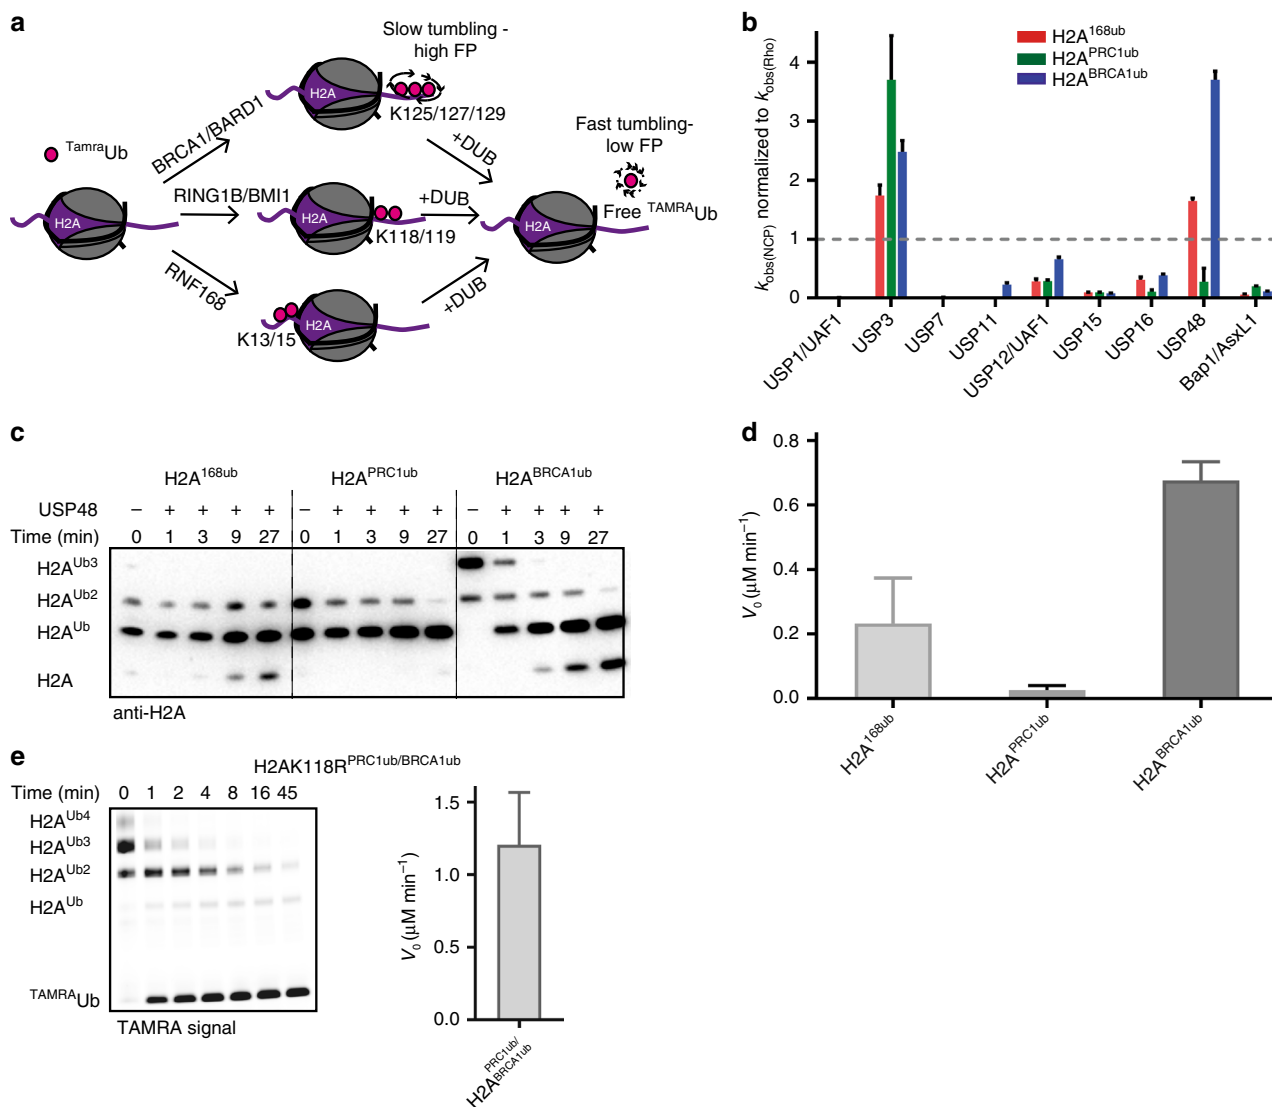 a
Slow tumbling -
high FP
H2A
K125/127/129
BRCA1/BARD1
+DUB
TamraUb
H2A
RING1B/BMI1
H2A
K118/119
+DUB
Fast tumbling-
low FP
Free TAMRAUb
H2A
RNF168
H2A
K13/15
+DUB
b
kobs(NCP) normalized to kobs(Rho)
4
3
2
1
0
H2A168ub
H2APRC1ub
H2ABRCA1ub
USP1/UAF1
USP3
USP7
USP11
USP12/UAF1
USP15
USP16
USP48
Bap1/AsxL1
c
H2A168ub H2APRC1ub H2ABRCA1ub
USP48 – + + + + – + + + + – + + + +
Time (min) 0 1 3 9 27 0 1 3 9 27 0 1 3 9 27
H2AUb3
H2AUb2
H2AUb
H2A
anti-H2A
d
V0 (μM min−1)
0.8
0.6
0.4
0.2
0.0
H2A168ub
H2APRC1ub
H2ABRCA1ub
e
H2AK118RPRC1ub/BRCA1ub
Time (min) 0 1 2 4 8 16 45
H2AUb4
H2AUb3
H2AUb2
H2AUb
TAMRAUb
TAMRA signal
V0 (μM min−1)
1.5
1.0
0.5
0.0
PRC1ub/
H2ABRCA1ub